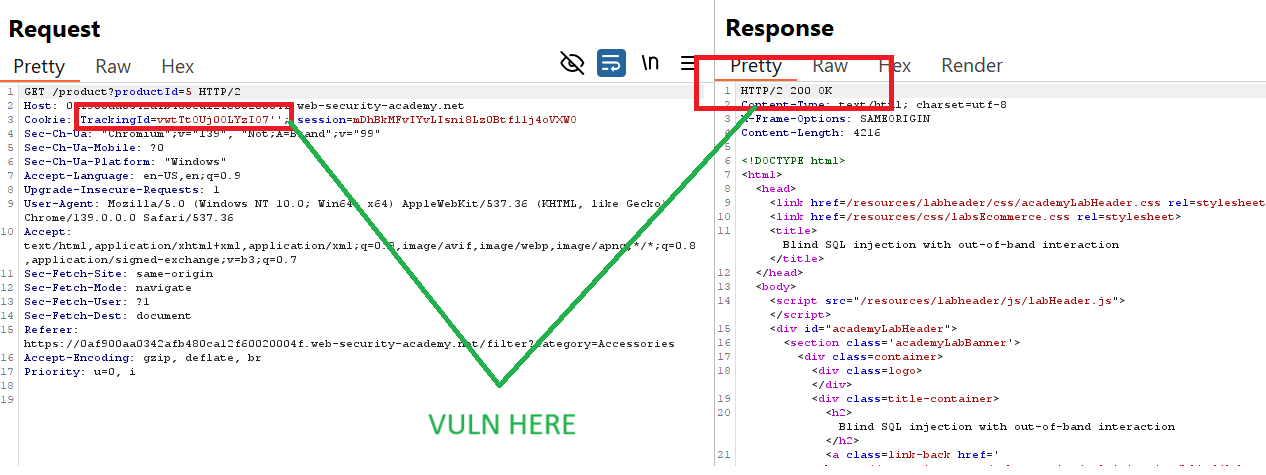 Request
Pretty Raw Hex
\n
1 GET /product?productId=5 HTTP/2
2 Host: web-security-academy.net
3 Cookie: TrackingId=vwtTt0Uj00LYzI07''; session=mDhBkMFvIYvLIsni8LzOBtfllj4oVXW0
4 Sec-Ch-Ua: "Chromium";v="139", "Not;A=Brand";v="99"
5 Sec-Ch-Ua-Mobile: ?0
6 Sec-Ch-Ua-Platform: "Windows"
7 Accept-Language: en-US,en;q=0.9
8 Upgrade-Insecure-Requests: 1
9 User-Agent: Mozilla/5.0 (Windows NT 10.0; Win64; x64) AppleWebKit/537.36 (KHTML, like Gecko)
Chrome/139.0.0.0 Safari/537.36
10 Accept:
text/html,application/xhtml+xml,application/xml;q=0.9,image/avif,image/webp,image/apng,*/*;q=0.8
,application/signed-exchange;v=b3;q=0.7
11 Sec-Fetch-Site: same-origin
12 Sec-Fetch-Mode: navigate
13 Sec-Fetch-User: ?1
14 Sec-Fetch-Dest: document
15 Referer:
https://0af900aa0342afb480ca12f60020004f.web-security-academy.net/filter?category=Accessories
16 Accept-Encoding: gzip, deflate, br
17 Priority: u=0, i
18
19
VULN HERE
Response
Pretty Raw Hex Render
1 HTTP/2 200 OK
2 Content-Type: text/html; charset=utf-8
3 X-Frame-Options: SAMEORIGIN
4 Content-Length: 4216
5
6 <!DOCTYPE html>
7 <html>
8 <head>
9 <link href=/resources/labheader/css/academyLabHeader.css rel=stylesheet
10 <link href=/resources/css/labsEcommerce.css rel=stylesheet>
11 <title>
Blind SQL injection with out-of-band interaction
</title>
12 </head>
13 <body>
14 <script src="/resources/labheader/js/labHeader.js">
</script>
15 <div id="academyLabHeader">
16 <section class='academyLabBanner'>
17 <div class=container>
18 <div class=logo>
</div>
19 <div class=title-container>
20 <h2>
Blind SQL injection with out-of-band interaction
</h2>
21 <a class=link-back href='